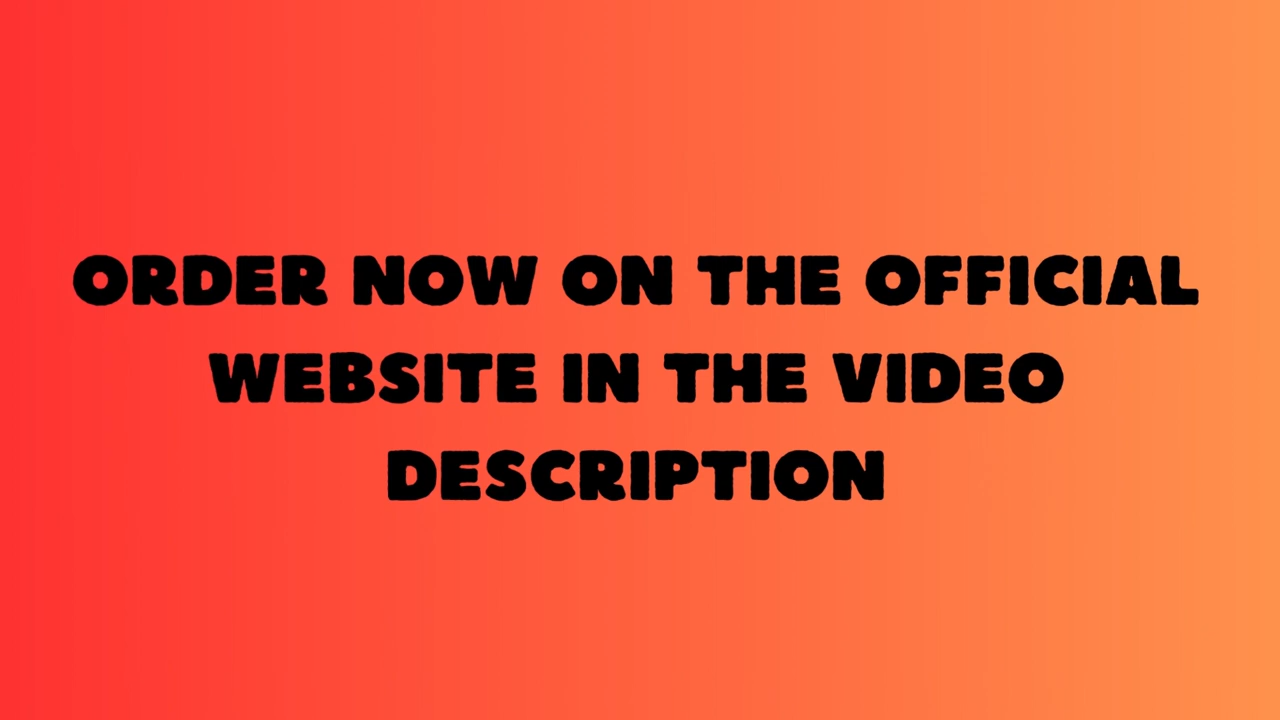 ORDER NOW ON THE OFFICIAL
WEBSITE IN THE VIDEO
DESCRIPTION